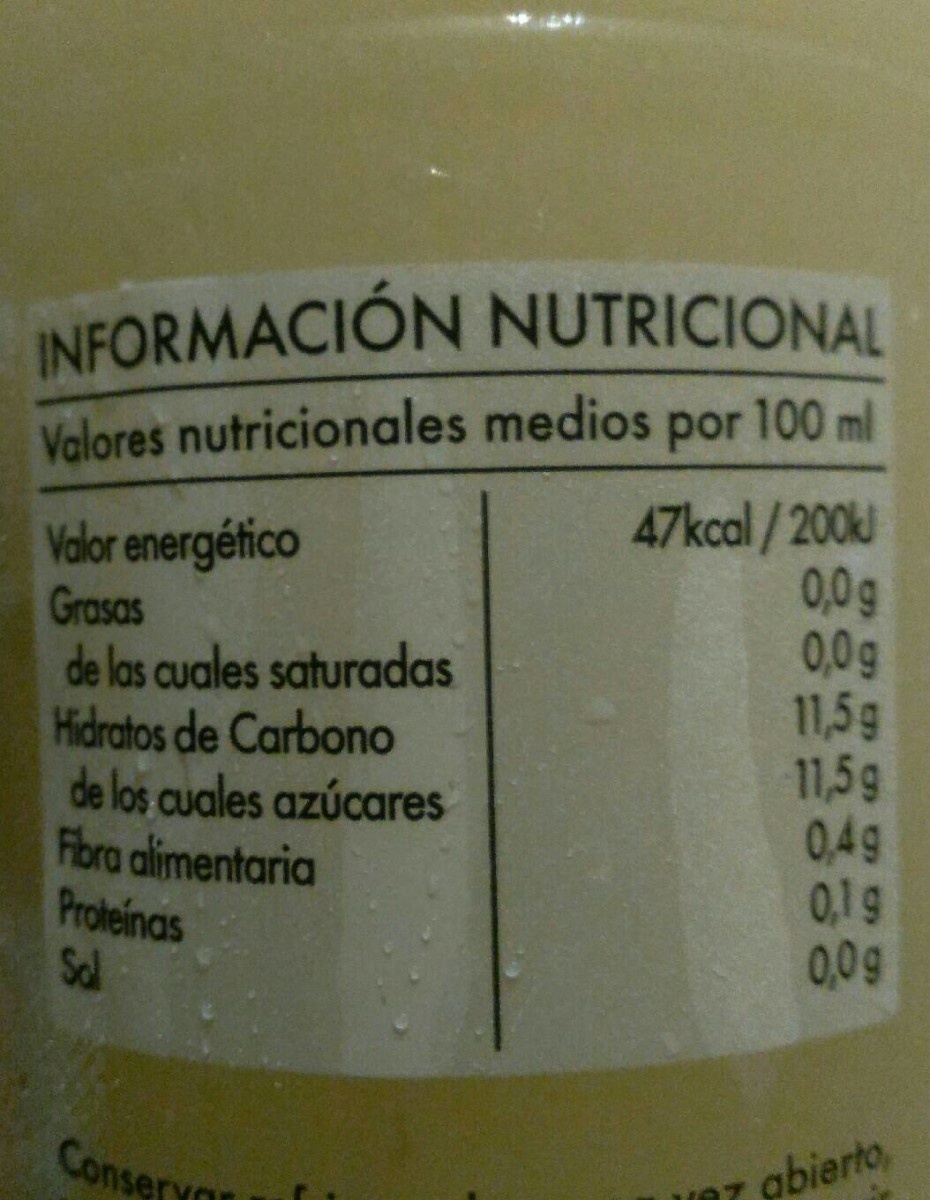 INFORMACIÓN NUTRICIONAL
Valores nutricionales medios por 100 ml
Valor energético 47kcal / 200kJ
Grasas 0,0 g
de las cuales saturadas 0,0 g
Hidratos de Carbono 11,5 g
de los cuales azúcares 11,5 g
Fibra alimentaria 0,4 g
Proteínas 0,1 g
Sal 0,0 g
Conservar vez abierto,